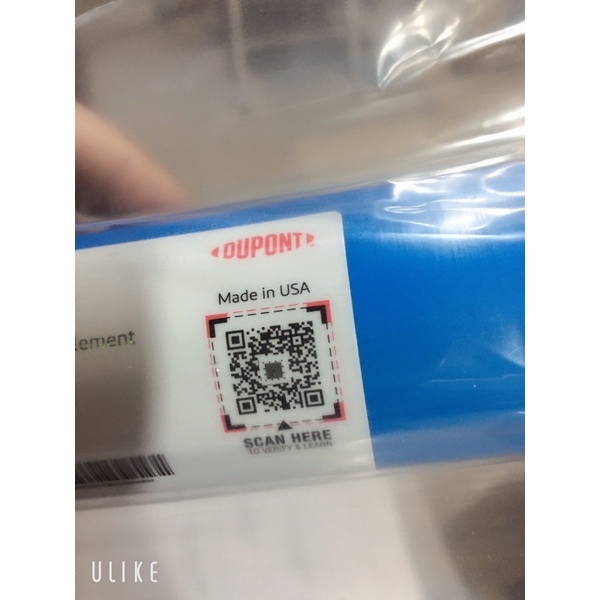 DUPONT
Made in USA
SCAN HERE
TO VERIFY & LEARN
ULIKE